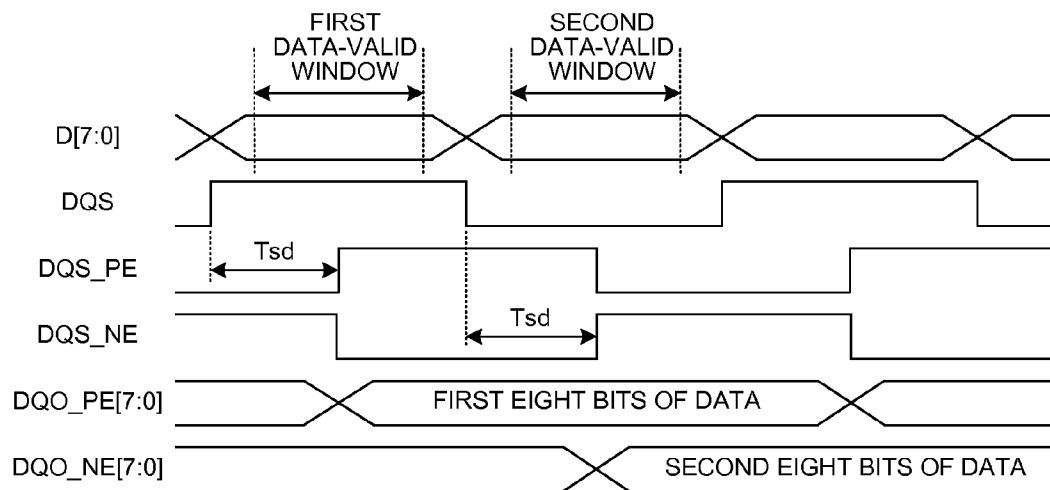 FIRST
DATA-VALID
WINDOW
SECOND
DATA-VALID
WINDOW
D[7:0]
DQS
Tsd
DQS_PE
Tsd
DQS_NE
DQO_PE[7:0]
FIRST EIGHT BITS OF DATA
DQO_NE[7:0]
SECOND EIGHT BITS OF DATA